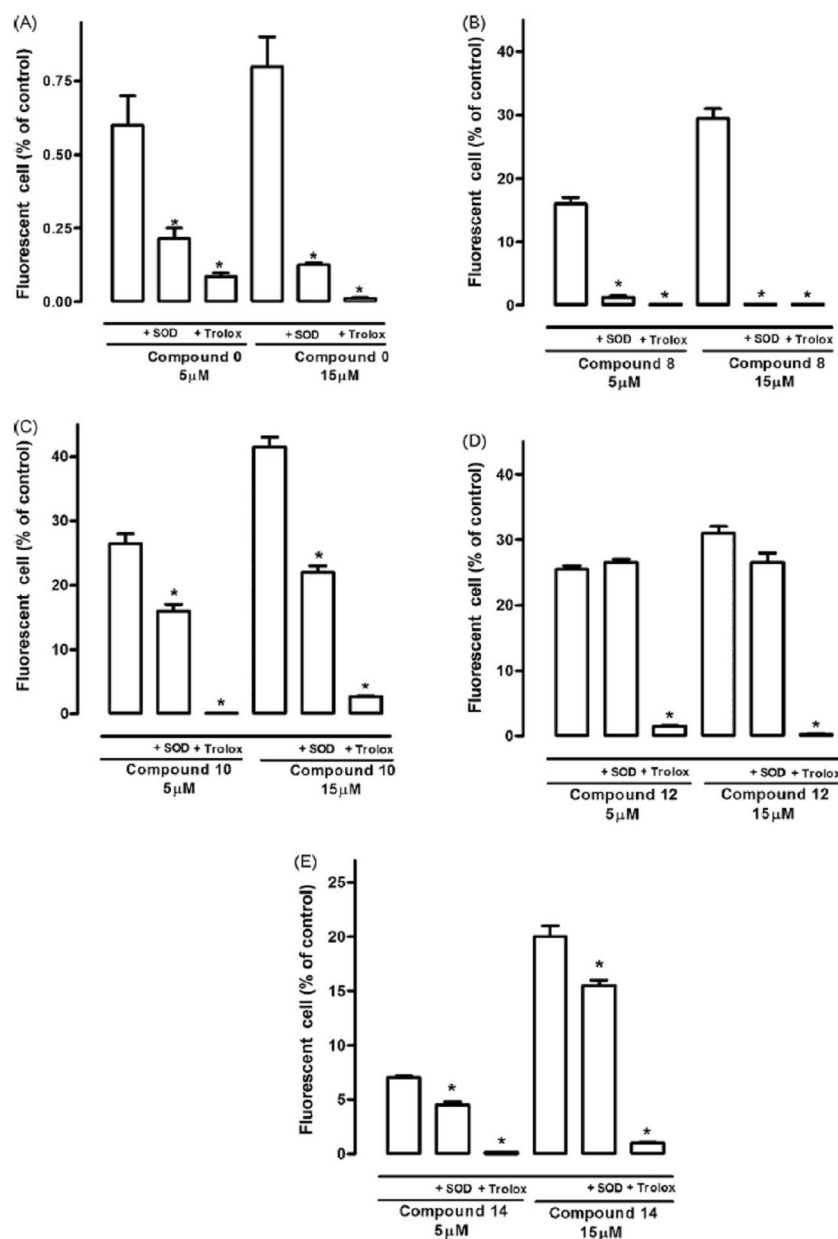 (A)
Fluorescent cell (% of control)
0.75
0.50
0.25
0.00
*
*
*
*
+ SOD + Trolox + SOD + Trolox
Compound 0 Compound 0
5μM 15μM
(B)
Fluorescent cell (% of control)
40
30
20
10
0
* * * *
+ SOD + Trolox + SOD + Trolox
Compound 8 Compound 8
5μM 15μM
(C)
Fluorescent cell (% of control)
40
30
20
10
0
*
*
*
*
+ SOD + Trolox + SOD + Trolox
Compound 10 Compound 10
5μM 15μM
(D)
Fluorescent cell (% of control)
40
30
20
10
0
* *
+ SOD + Trolox + SOD + Trolox
Compound 12 Compound 12
5μM 15μM
(E)
Fluorescent cell (% of control)
25
20
15
10
5
0
*
*
*
*
+ SOD + Trolox + SOD + Trolox
Compound 14 Compound 14
5μM 15μM